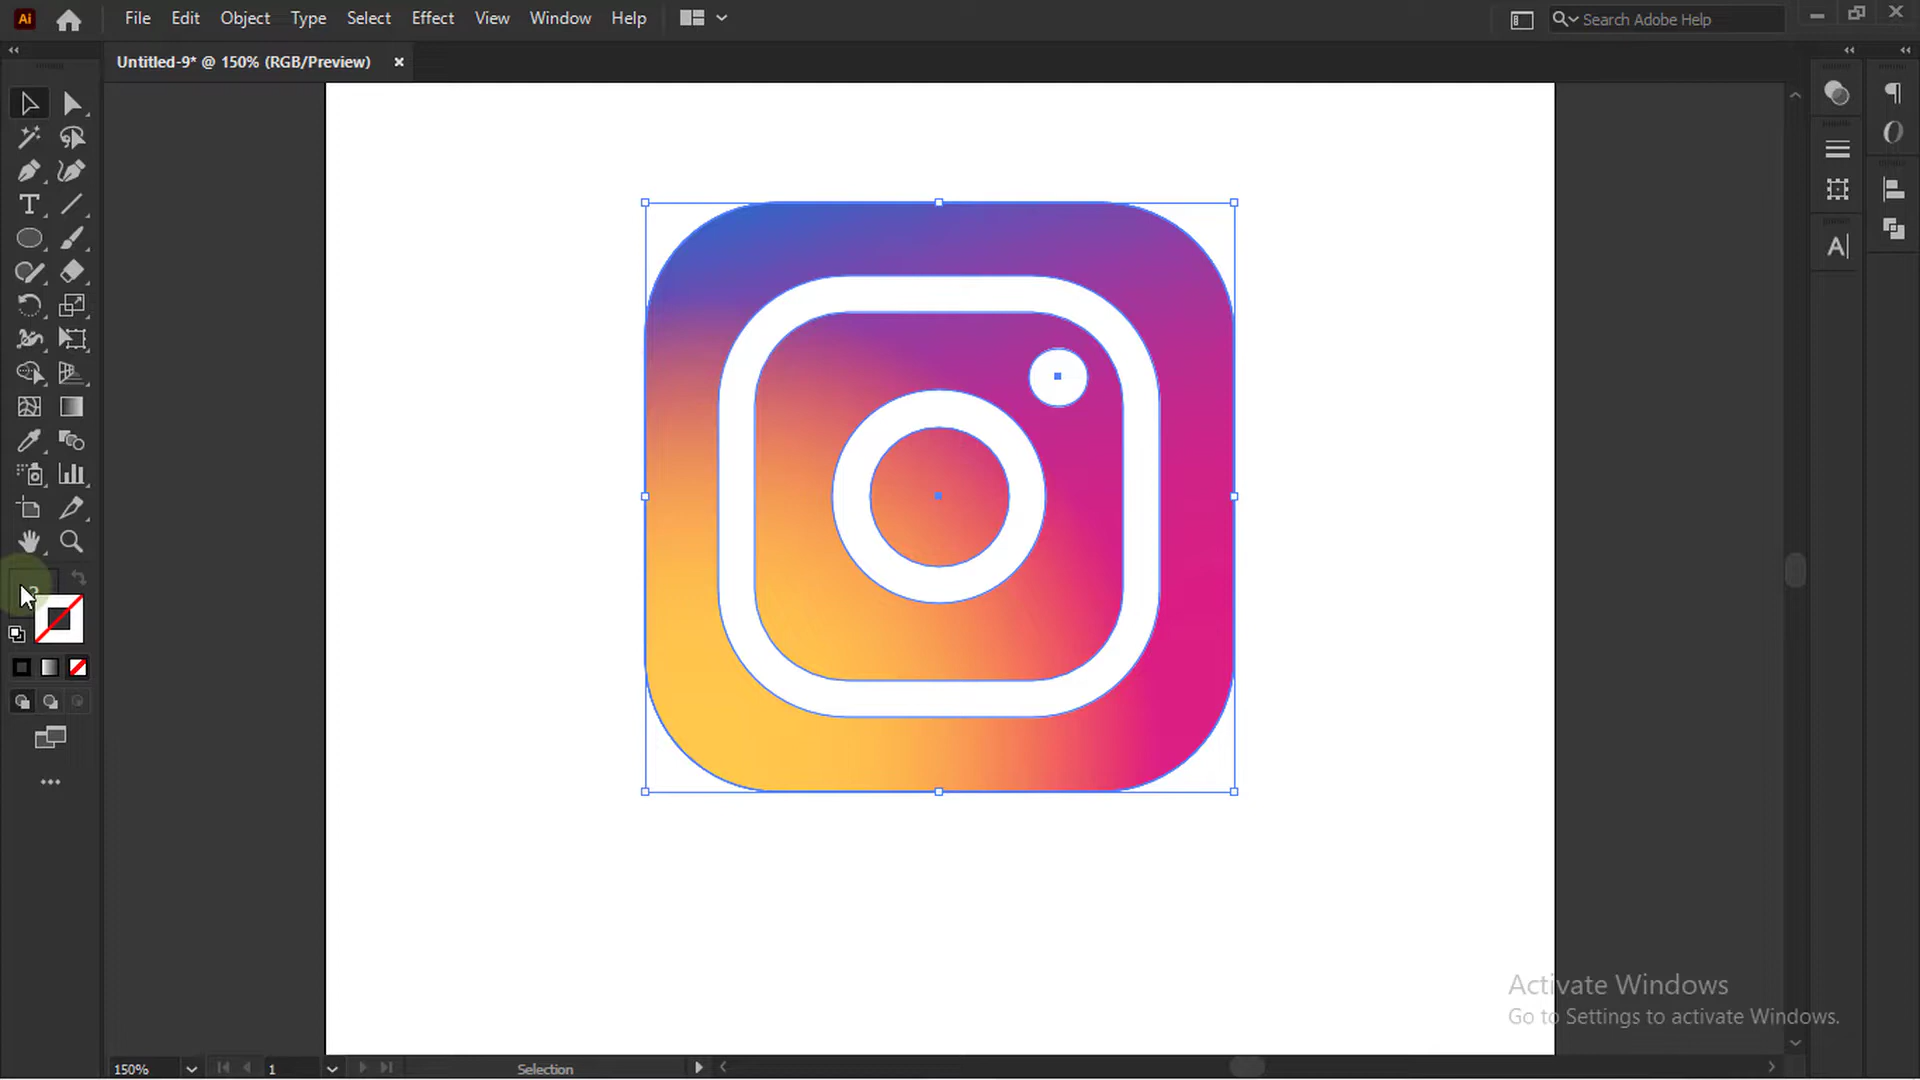 Ai
File Edit Object Type Select Effect View Window Help
Search Adobe Help
Untitled-9* @ 150% (RGB/Preview) ×
T
?
A
Activate Windows
Go to Settings to activate Windows.
150% 1 Selection